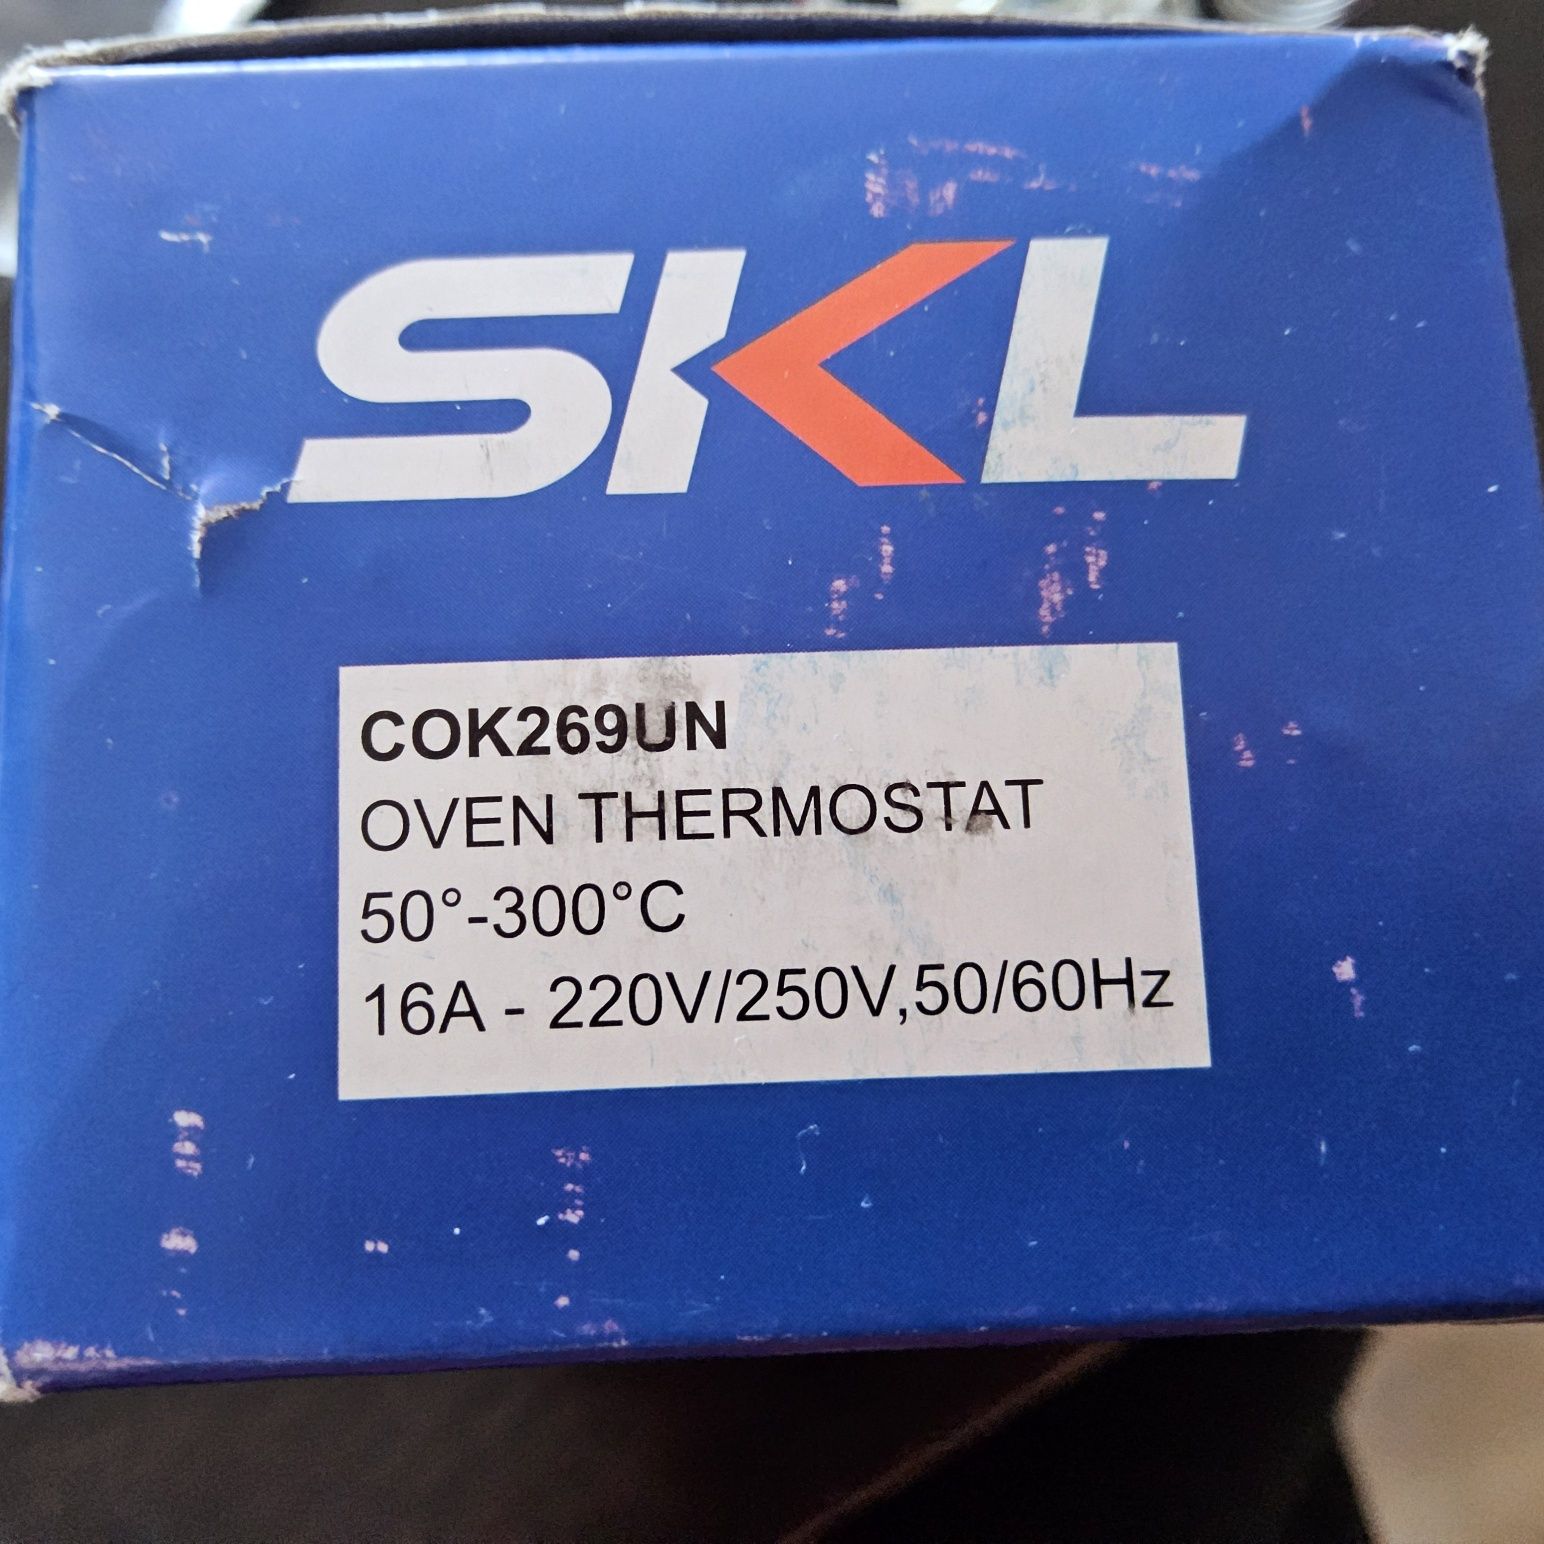 SKL
COK269UN
OVEN THERMOSTAT
50°-300°C
16A - 220V/250V,50/60Hz